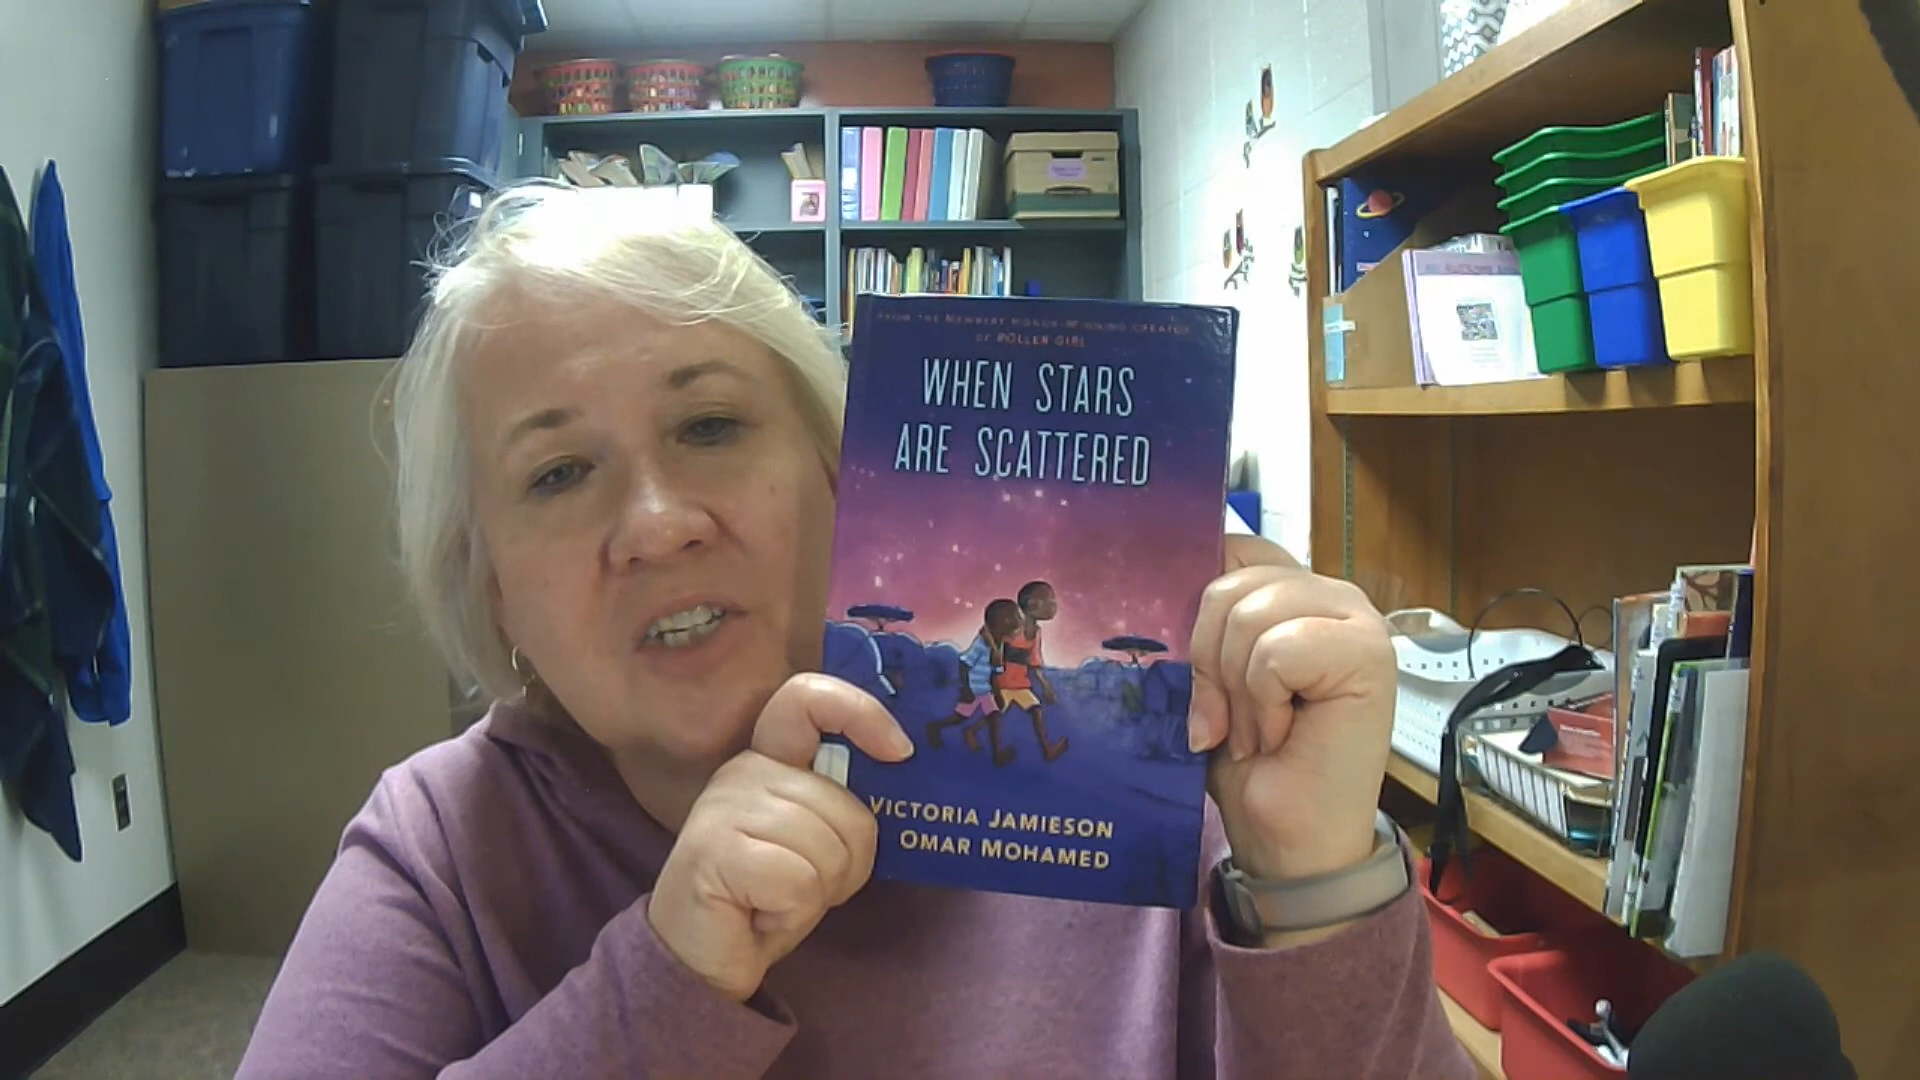 FROM THE NEWBERY HONOR-WINNING CREATOR
OF ROLLER GIRL
WHEN STARS
ARE SCATTERED
VICTORIA JAMIESON
OMAR MOHAMED